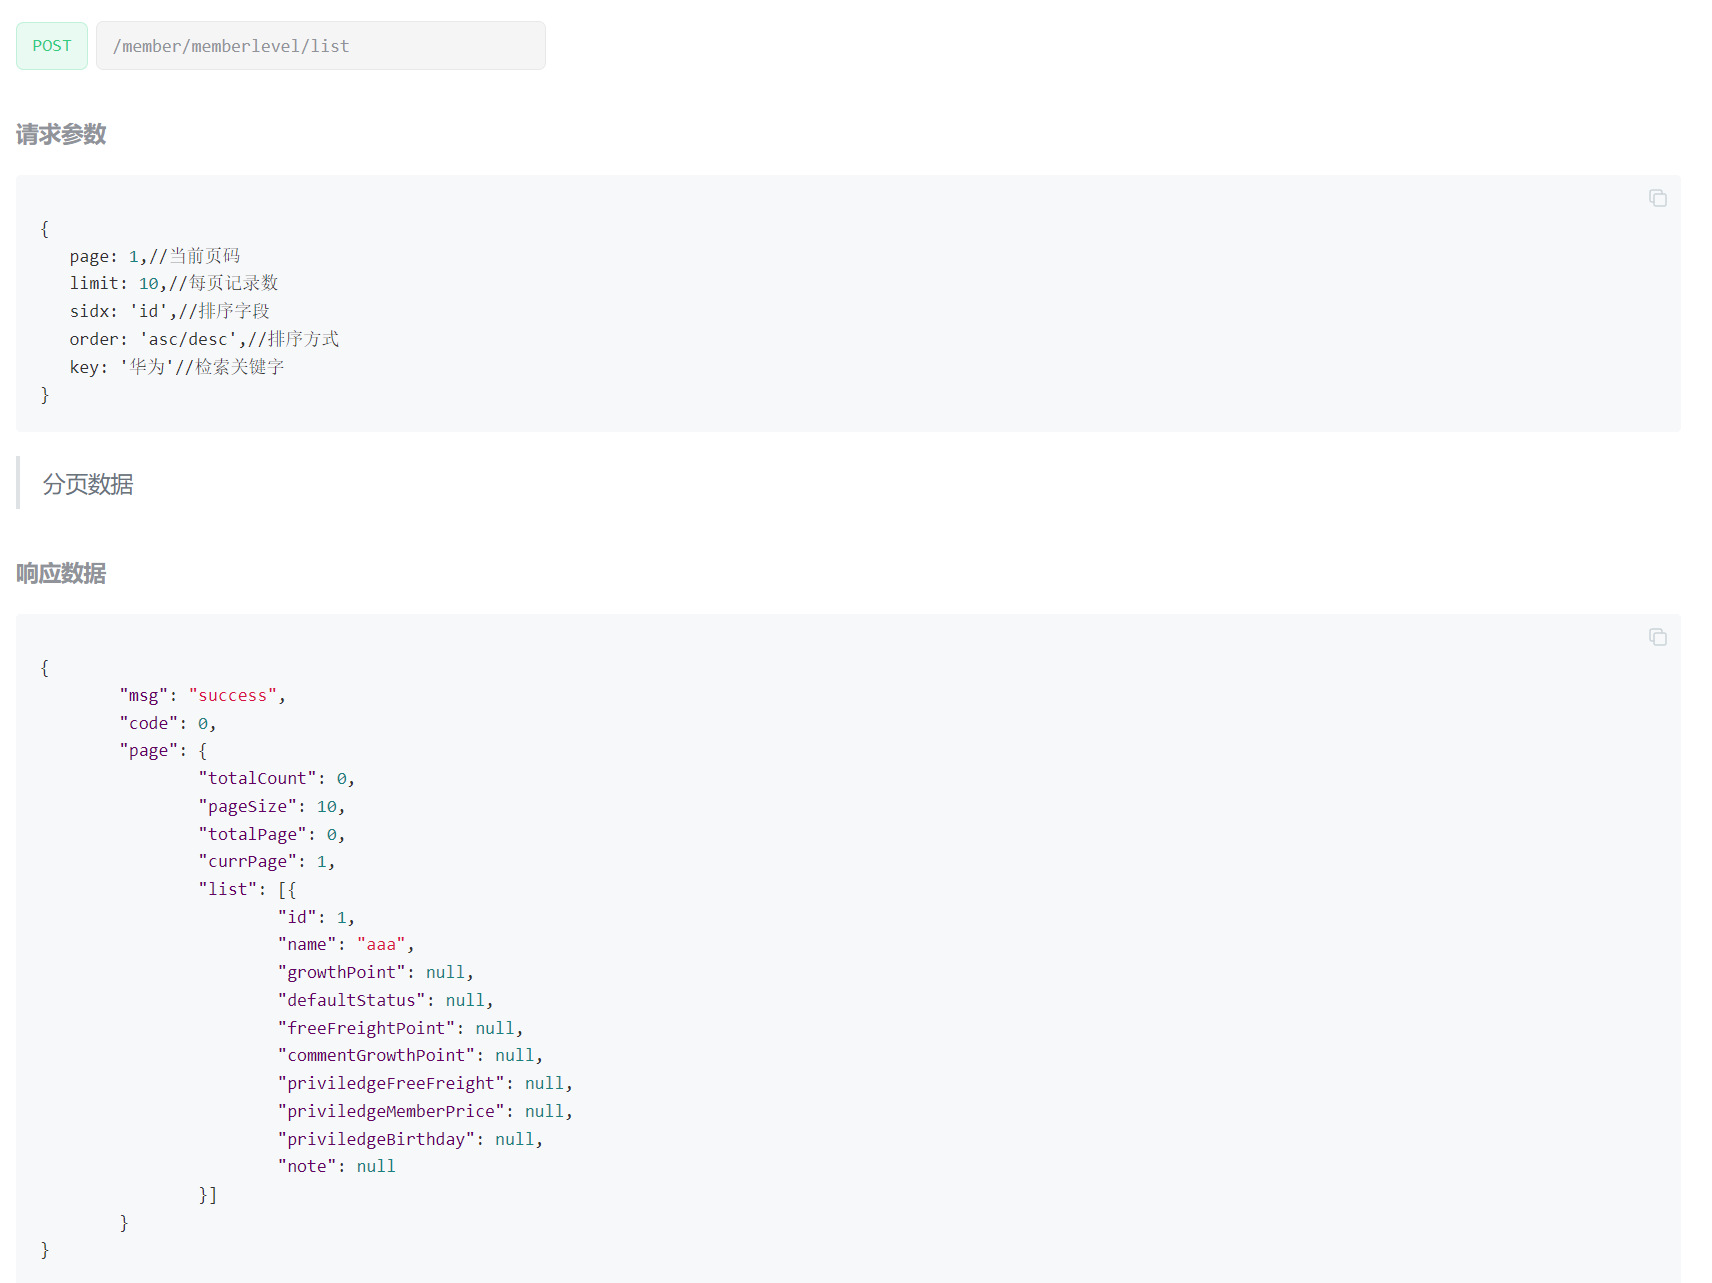 POST /member/memberlevel/list
请求参数
{
   page: 1,//当前页码
   limit: 10,//每页记录数
   sidx: 'id',//排序字段
   order: 'asc/desc',//排序方式
   key: '华为'//检索关键字
}
分页数据
响应数据
{
        "msg": "success",
        "code": 0,
        "page": {
                "totalCount": 0,
                "pageSize": 10,
                "totalPage": 0,
                "currPage": 1,
                "list": [{
                        "id": 1,
                        "name": "aaa",
                        "growthPoint": null,
                        "defaultStatus": null,
                        "freeFreightPoint": null,
                        "commentGrowthPoint": null,
                        "priviledgeFreeFreight": null,
                        "priviledgeMemberPrice": null,
                        "priviledgeBirthday": null,
                        "note": null
                }]
        }
}